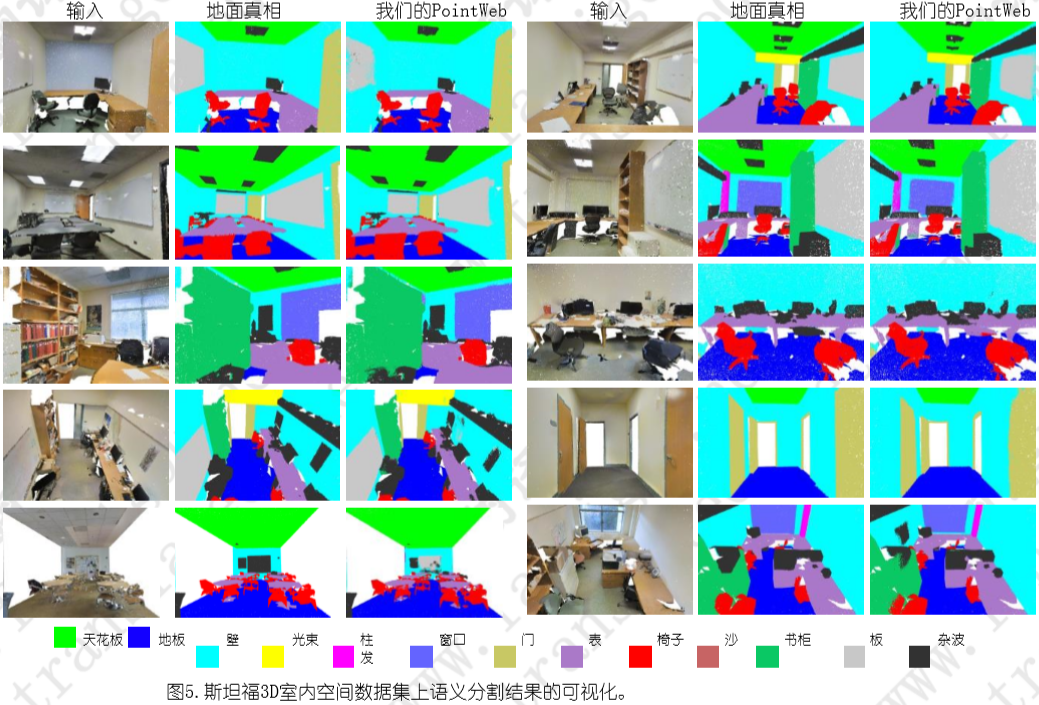 输入 地面真相 我们的PointWeb 输入 地面真相 我们的PointWeb
天花板 地板 壁 光束 柱 窗口 门 表 椅子 沙 书柜 板 杂波
发
图5.斯坦福3D室内空间数据集上语义分割结果的可视化。